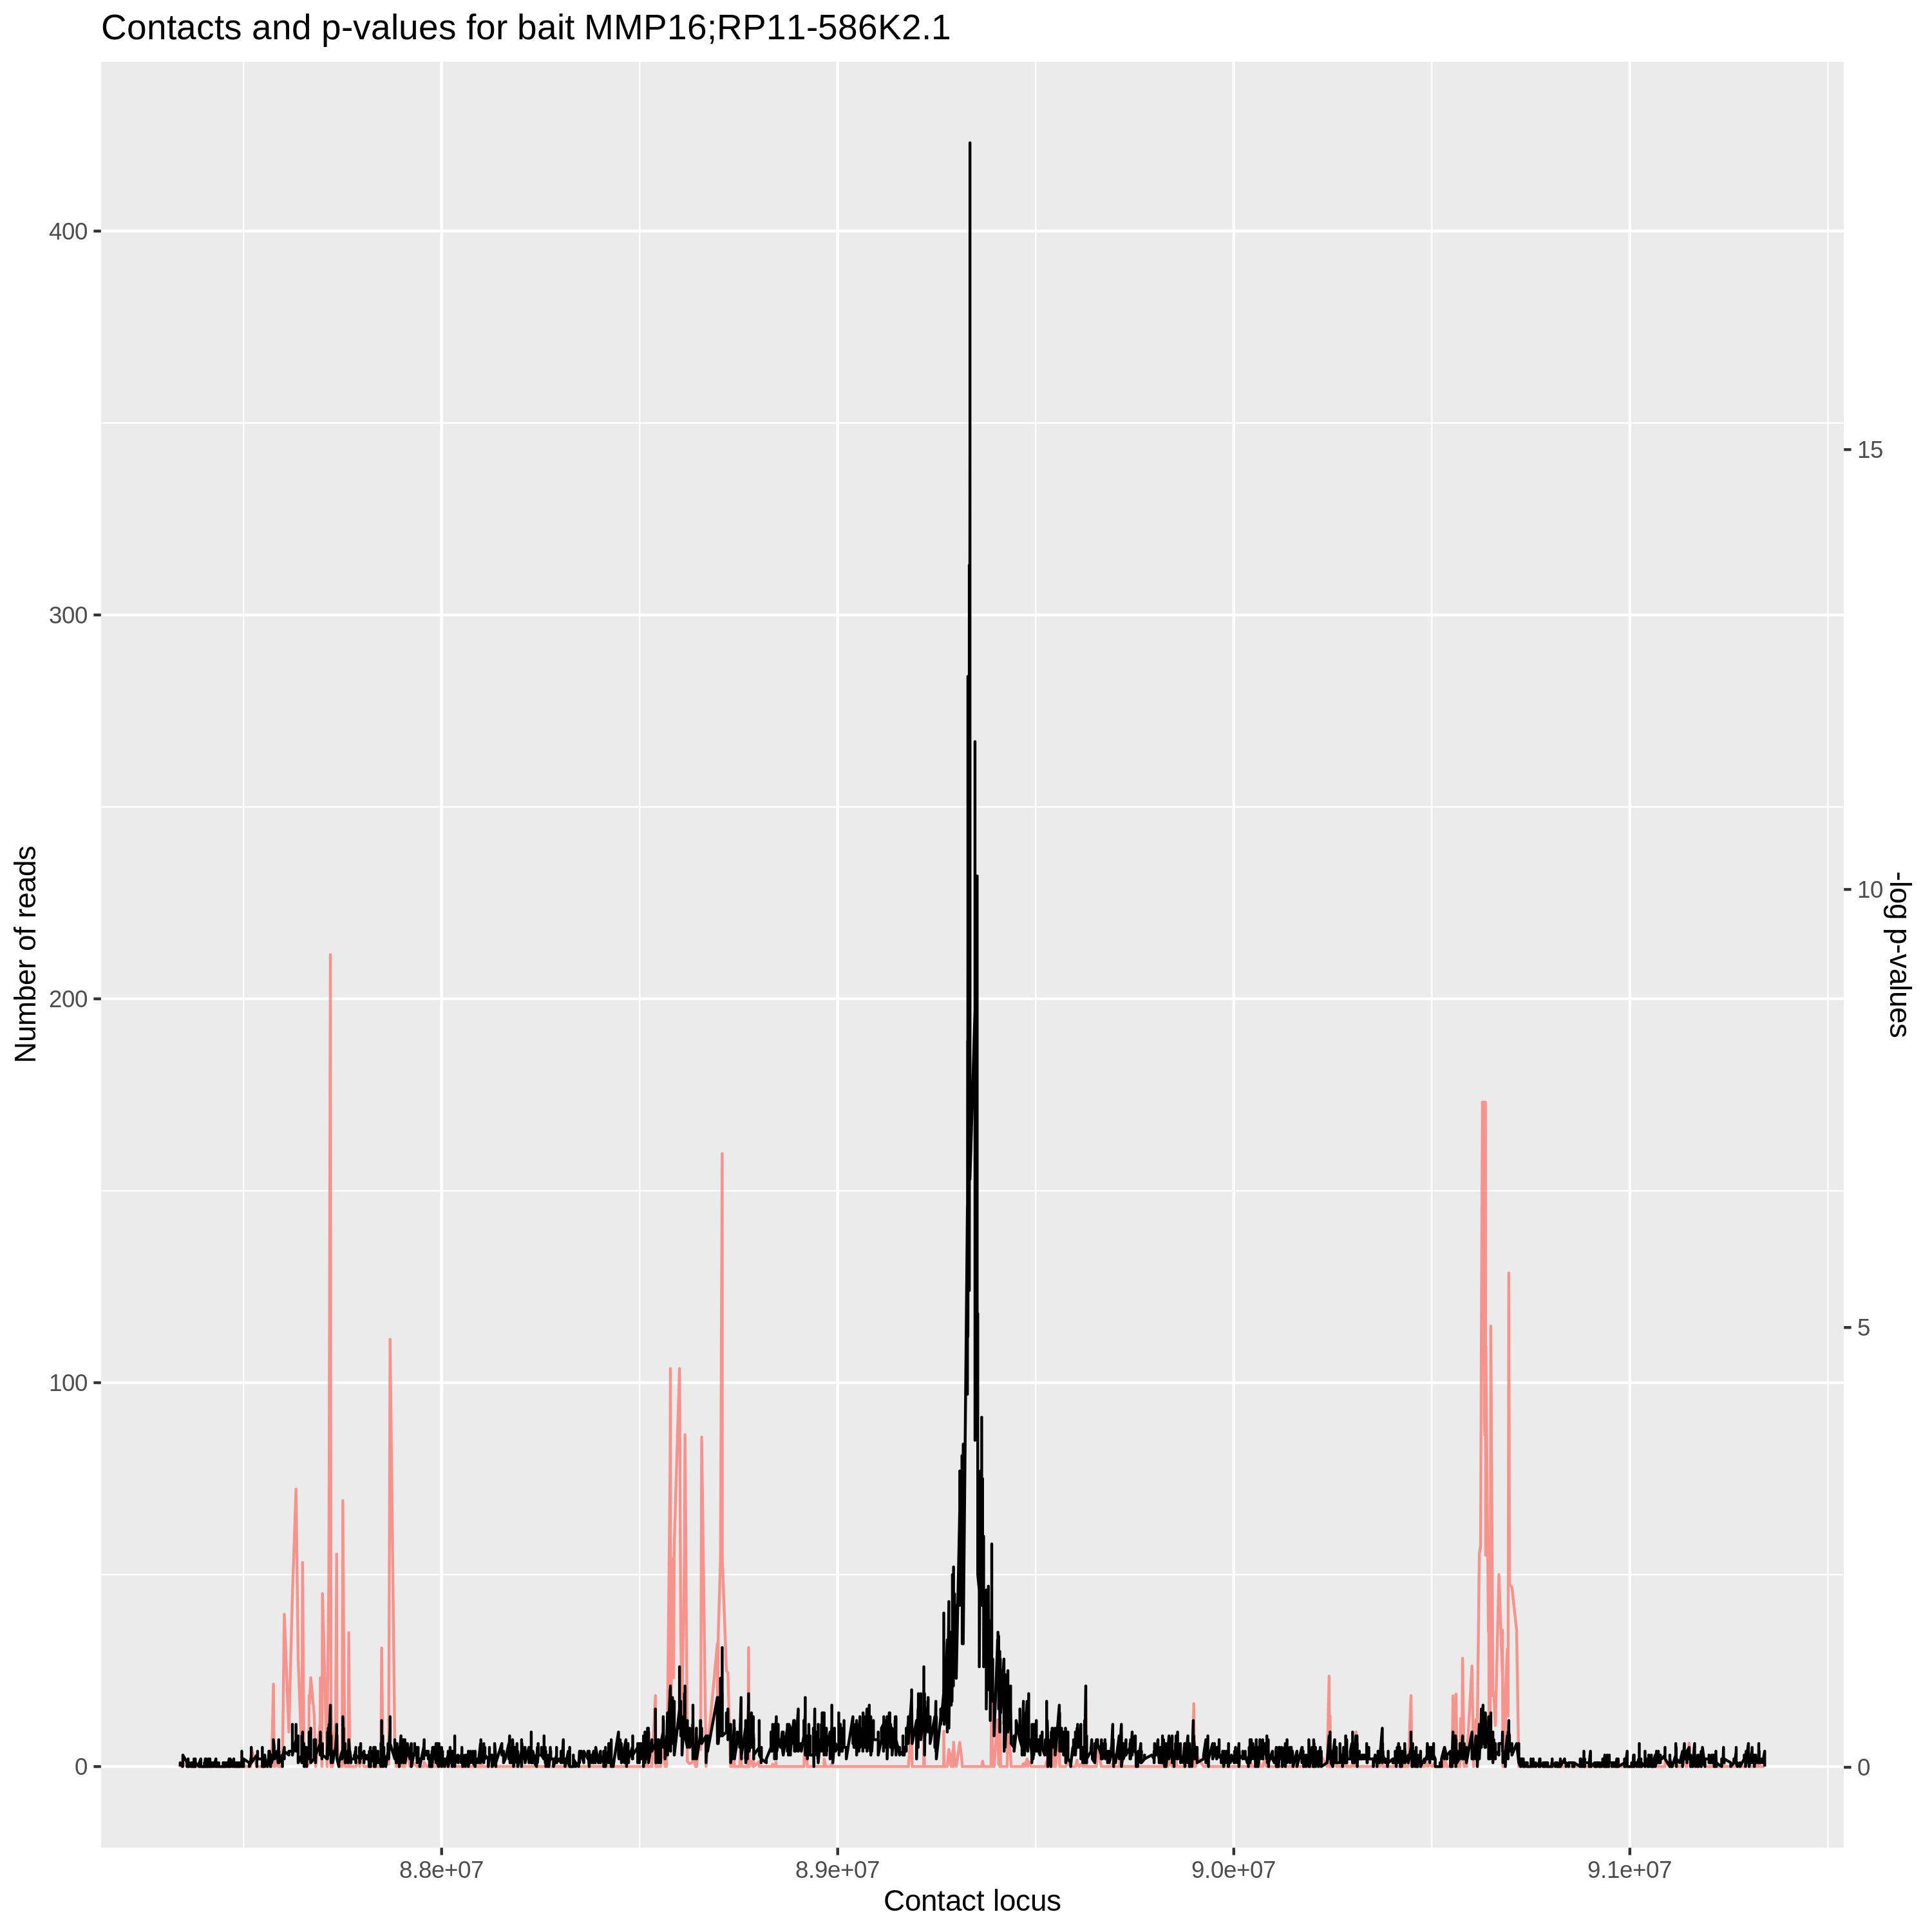 Contacts and p-values for bait MMP16;RP11-586K2.1
400
300
200
100
0
Number of reads
15
10
5
0
-log p-values
8.8e+07
8.9e+07
9.0e+07
9.1e+07
Contact locus